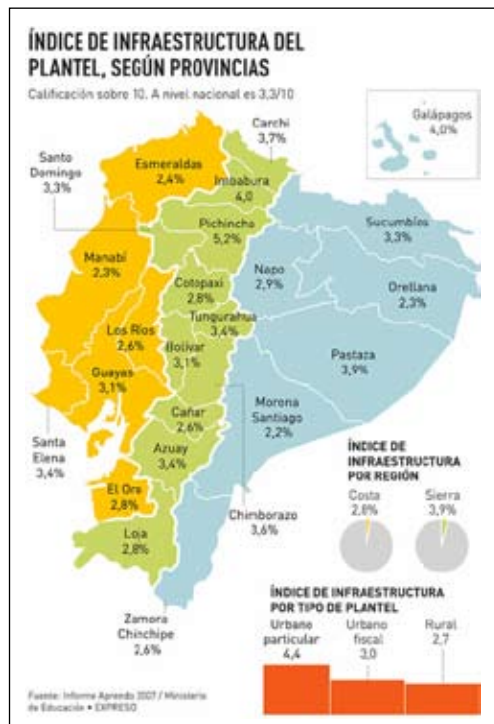 ÍNDICE DE INFRAESTRUCTURA DEL
PLANTEL, SEGÚN PROVINCIAS
Calificación sobre 10. A nivel nacional es 3,3/10
Galápagos
4,0%
Carchi
3,7%
Santo
Domingo
3,3%
Esmeraldas
2,4%
Imbabura
4,0
Pichincha
5,2%
Sucumbíos
3,3%
Manabí
2,3%
Napo
2,9%
Cotopaxi
2,8%
Orellana
2,3%
Tungurahua
3,4%
Los Ríos
2,6%
Bolívar
3,1%
Pastaza
3,9%
Guayas
3,1%
Morona
Santiago
2,2%
Cañar
2,6%
Santa
Elena
3,4%
Azuay
3,4%
El Oro
2,8%
Chimborazo
3,6%
Loja
2,8%
Zamora
Chinchipe
2,6%
ÍNDICE DE
INFRAESTRUCTURA
POR REGIÓN
Costa
2,8%
Sierra
3,9%
ÍNDICE DE INFRAESTRUCTURA
POR TIPO DE PLANTEL
Urbano
particular
4,4
Urbano
fiscal
3,0
Rural
2,7
Fuente: Informe Aprendo 2007 / Ministerio
de Educación • EXPRESO